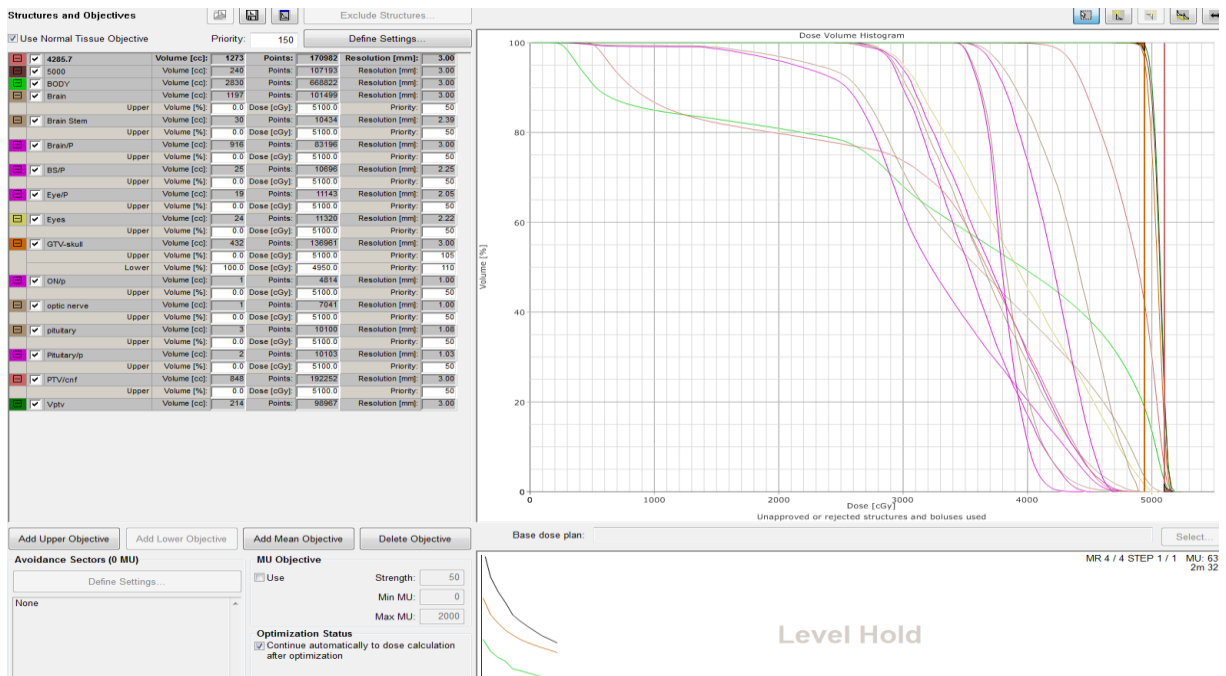 Structures and Objectives
Exclude Structures...
Use Normal Tissue Objective Priority: 150 Define Settings...
4285.7 Volume [cc]: 1273 Points: 170982 Resolution [mm]: 3.00
5000 Volume [cc]: 240 Points: 107193 Resolution [mm]: 3.00
BODY Volume [cc]: 2830 Points: 668822 Resolution [mm]: 3.00
Brain Volume [cc]: 1197 Points: 101499 Resolution [mm]: 3.00
Upper Volume [%]: 0.0 Dose [cGy]: 5100.0 Priority: 50
Brain Stem Volume [cc]: 30 Points: 10434 Resolution [mm]: 2.39
Upper Volume [%]: 0.0 Dose [cGy]: 5100.0 Priority: 50
Brain/P Volume [cc]: 916 Points: 83196 Resolution [mm]: 3.00
Upper Volume [%]: 0.0 Dose [cGy]: 5100.0 Priority: 50
BS/P Volume [cc]: 25 Points: 10696 Resolution [mm]: 2.25
Upper Volume [%]: 0.0 Dose [cGy]: 5100.0 Priority: 50
Eye/P Volume [cc]: 19 Points: 11143 Resolution [mm]: 2.05
Upper Volume [%]: 0.0 Dose [cGy]: 5100.0 Priority: 50
Eyes Volume [cc]: 24 Points: 11320 Resolution [mm]: 2.22
Upper Volume [%]: 0.0 Dose [cGy]: 5100.0 Priority: 50
GTV-skull Volume [cc]: 432 Points: 136961 Resolution [mm]: 3.00
Upper Volume [%]: 0.0 Dose [cGy]: 5100.0 Priority: 105
Lower Volume [%]: 100.0 Dose [cGy]: 4950.0 Priority: 110
ON/p Volume [cc]: 1 Points: 4014 Resolution [mm]: 1.00
Upper Volume [%]: 0.0 Dose [cGy]: 5100.0 Priority: 50
optic nerve Volume [cc]: 1 Points: 7041 Resolution [mm]: 1.00
Upper Volume [%]: 0.0 Dose [cGy]: 5100.0 Priority: 50
pituitary Volume [cc]: 3 Points: 10100 Resolution [mm]: 1.08
Upper Volume [%]: 0.0 Dose [cGy]: 5100.0 Priority: 50
Pituitary/p Volume [cc]: 2 Points: 10103 Resolution [mm]: 1.03
Upper Volume [%]: 0.0 Dose [cGy]: 5100.0 Priority: 50
PTV/cnf Volume [cc]: 848 Points: 192252 Resolution [mm]: 3.00
Upper Volume [%]: 0.0 Dose [cGy]: 5100.0 Priority: 50
Vptv Volume [cc]: 214 Points: 98967 Resolution [mm]: 3.00
Dose Volume Histogram
100
80
60
40
20
0
Volume [%]
0 1000 2000 3000 4000 5000
Dose [cGy]
Unapproved or rejected structures and boluses used
Add Upper Objective Add Lower Objective Add Mean Objective Delete Objective
Base dose plan: Select...
Avoidance Sectors (0 MU)
Define Settings...
None
MU Objective
Use Strength: 50
Min MU: 0
Max MU: 2000
Optimization Status
Continue automatically to dose calculation
after optimization
MR 4 / 4 STEP 1 / 1 MU: 63
2m 32
Level Hold